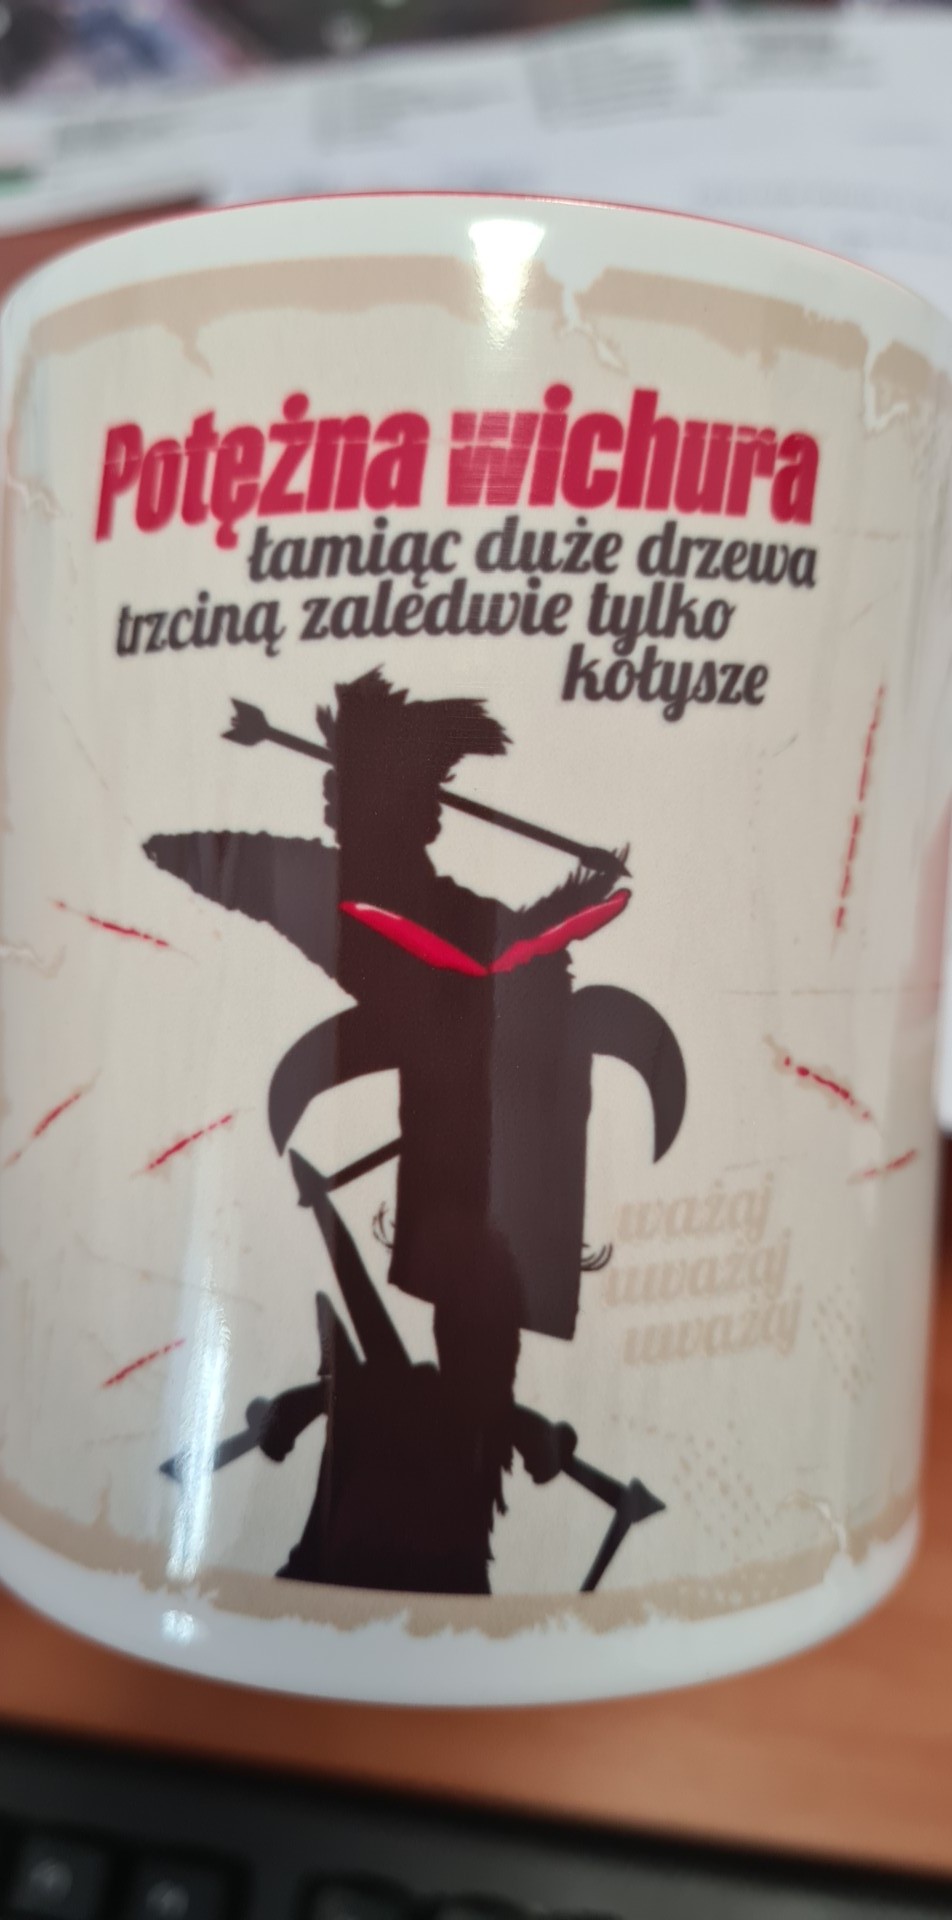 Potężna wichura
łamiąc duże drzewa
trzciną zaledwie tylko
kołysze
uważaj
uważaj
uważaj